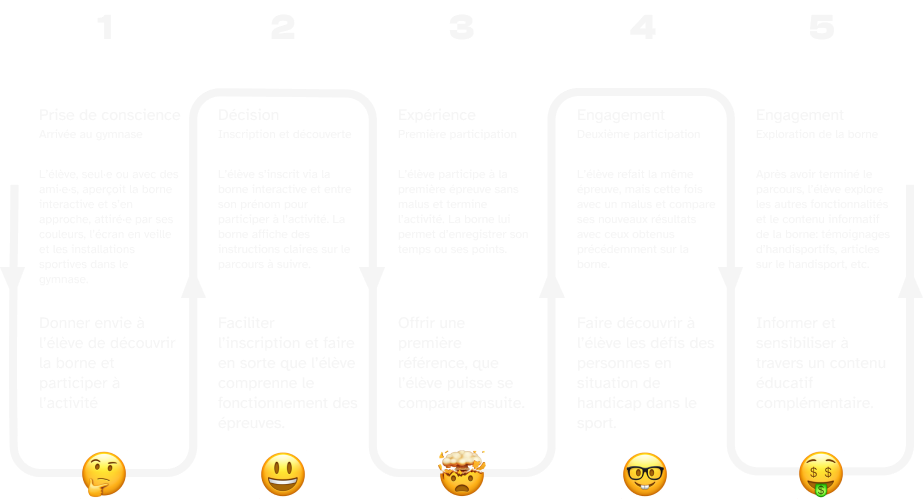 1
2
3
4
5
Prise de conscience
Arrivée au gymnase
L'élève, seul·e ou avec des
ami·e·s, aperçoit la borne
interactive et s'en
approche, attiré·e par ses
couleurs, l'écran en veille
et les installations
sportives dans le
gymnase.
Donner envie à
l'élève de découvrir
la borne et
participer à
l'activité
Décision
Inscription et découverte
L'élève s'inscrit via la
borne interactive et entre
son prénom pour
participer à l'activité. La
borne affiche des
instructions claires sur le
parcours à suivre.
Faciliter
l'inscription et faire
en sorte que l'élève
comprenne le
fonctionnement des
épreuves.
Expérience
Première participation
L'élève participe à la
première épreuve sans
malus et termine
l'activité. La borne lui
permet d'enregistrer son
temps ou ses points.
Offrir une
première
référence, que
l'élève puisse se
comparer ensuite.
Engagement
Deuxième participation
L'élève refait la même
épreuve, mais cette fois
avec un malus et compare
ses nouveaux résultats
avec ceux obtenus
précédemment sur la
borne.
Faire découvrir à
l'élève les défis des
personnes en
situation de
handicap dans le
sport.
Engagement
Exploration de la borne
Après avoir terminé le
parcours, l'élève explore
les autres fonctionnalités
et le contenu informatif
de la borne: témoignages
d'handisportifs, articles
sur le handisport, etc.
Informer et
sensibiliser à
travers un contenu
éducatif
complémentaire.